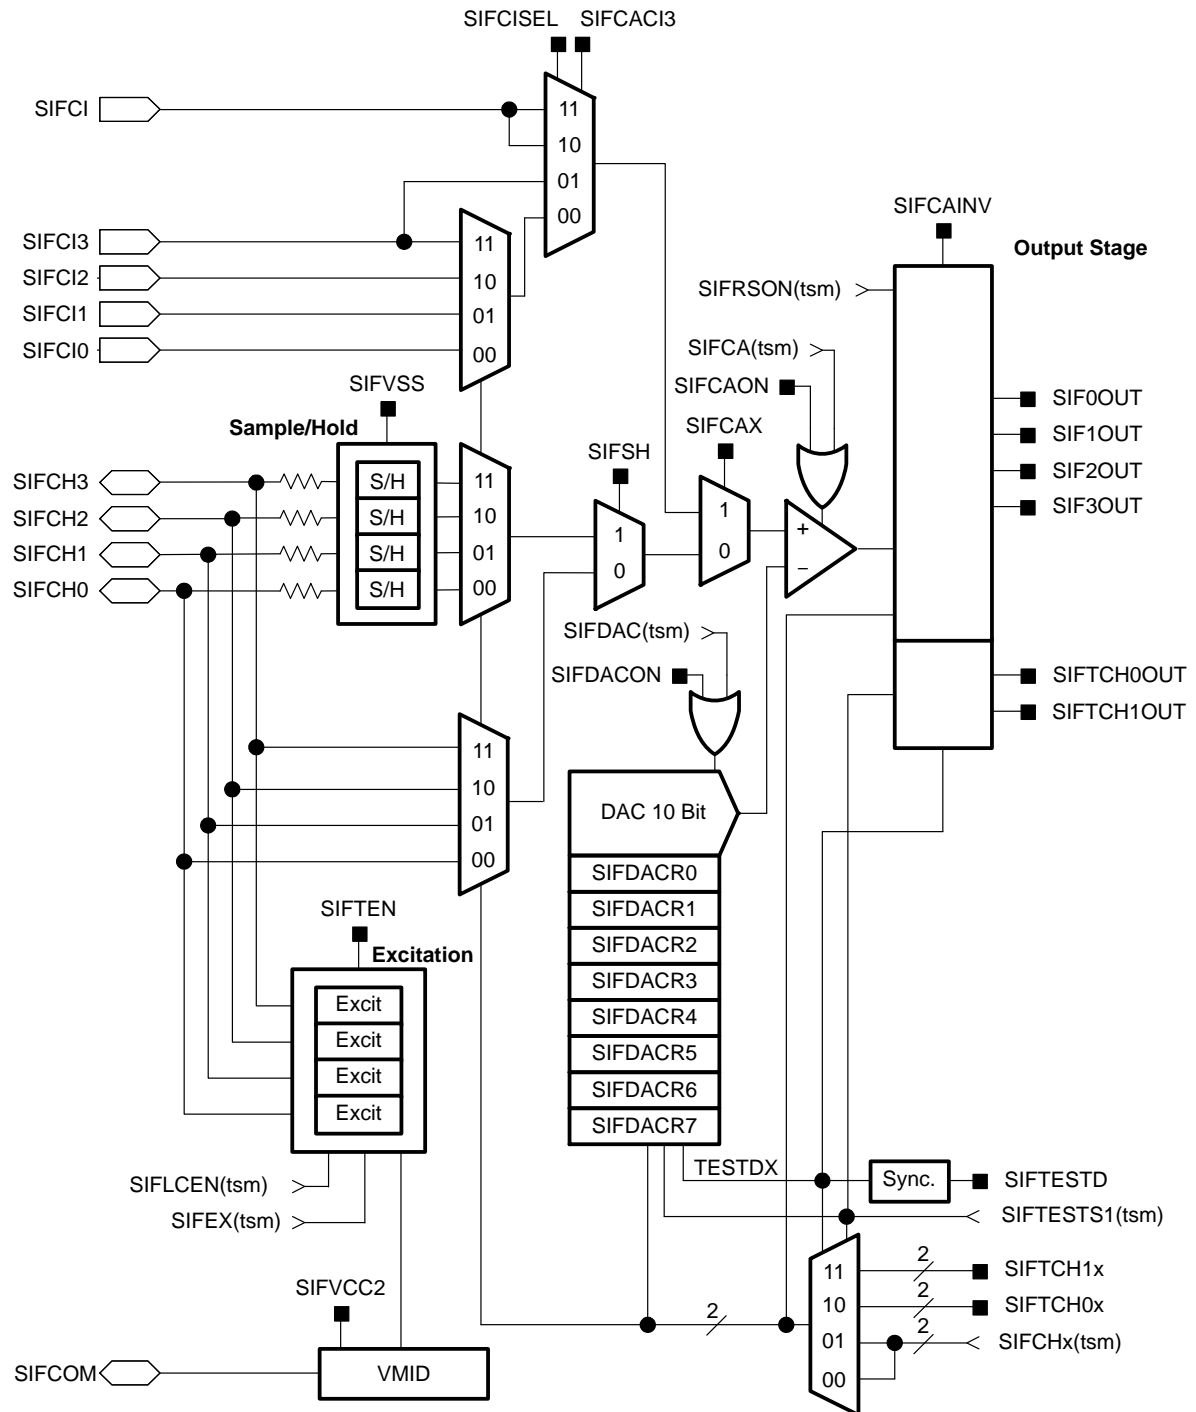 SIFCISEL SIFCACI3
SIFCI
11
10
01
00
SIFCI3
SIFCI2
SIFCI1
SIFCI0
11
10
01
00
SIFCAINV
Output Stage
SIFRSON(tsm)
SIFCA(tsm)
SIFCAON
SIFCAX
SIFSH
SIFVSS
Sample/Hold
SIFCH3
SIFCH2
SIFCH1
SIFCH0
S/H
S/H
S/H
S/H
11
10
01
00
1
0
1
0
+
−
SIF0OUT
SIF1OUT
SIF2OUT
SIF3OUT
SIFTCH0OUT
SIFTCH1OUT
SIFDAC(tsm)
SIFDACON
11
10
01
00
DAC 10 Bit
SIFDACR0
SIFDACR1
SIFDACR2
SIFDACR3
SIFDACR4
SIFDACR5
SIFDACR6
SIFDACR7
SIFTEN
Excitation
Excit
Excit
Excit
Excit
SIFLCEN(tsm)
SIFEX(tsm)
TESTDX
Sync.
SIFTESTD
SIFTESTS1(tsm)
11
10
01
00
2
SIFTCH1x
2
SIFTCH0x
2
SIFCHx(tsm)
2
SIFVCC2
SIFCOM
VMID